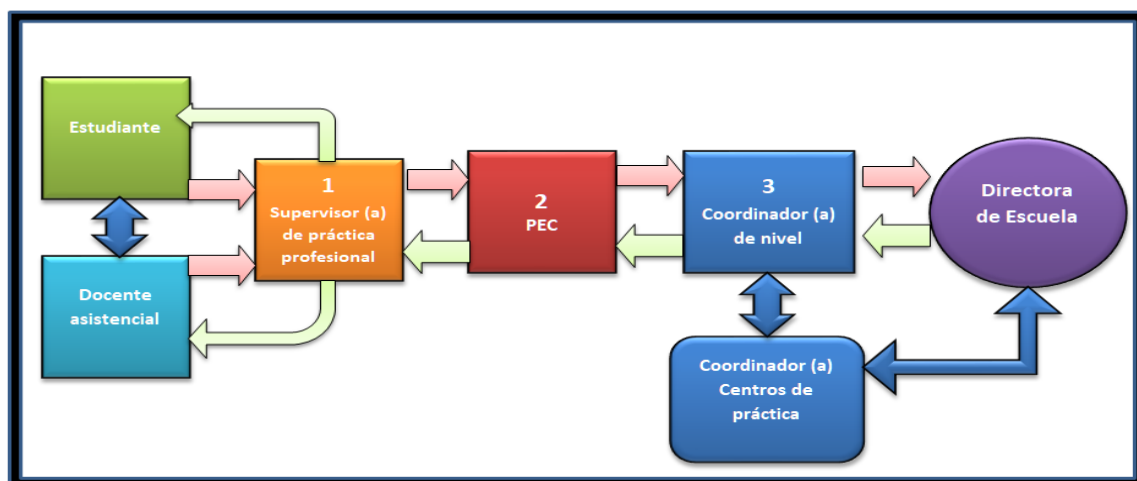 Estudiante
Docente
asistencial
1
Supervisor (a)
de práctica
profesional
2
PEC
3
Coordinador (a)
de nivel
Directora
de Escuela
Coordinador (a)
Centros de
práctica